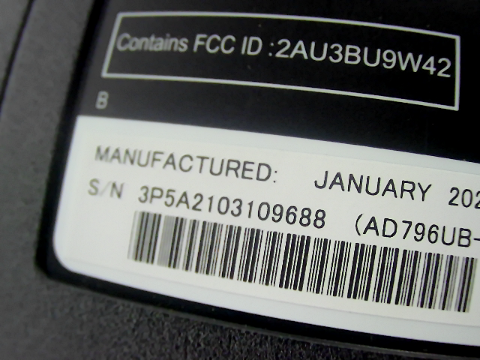 Contains FCC ID :2AU3BU9W42
B
MANUFACTURED: JANUARY 202
S/N 3P5A2103109688 (AD796UB-